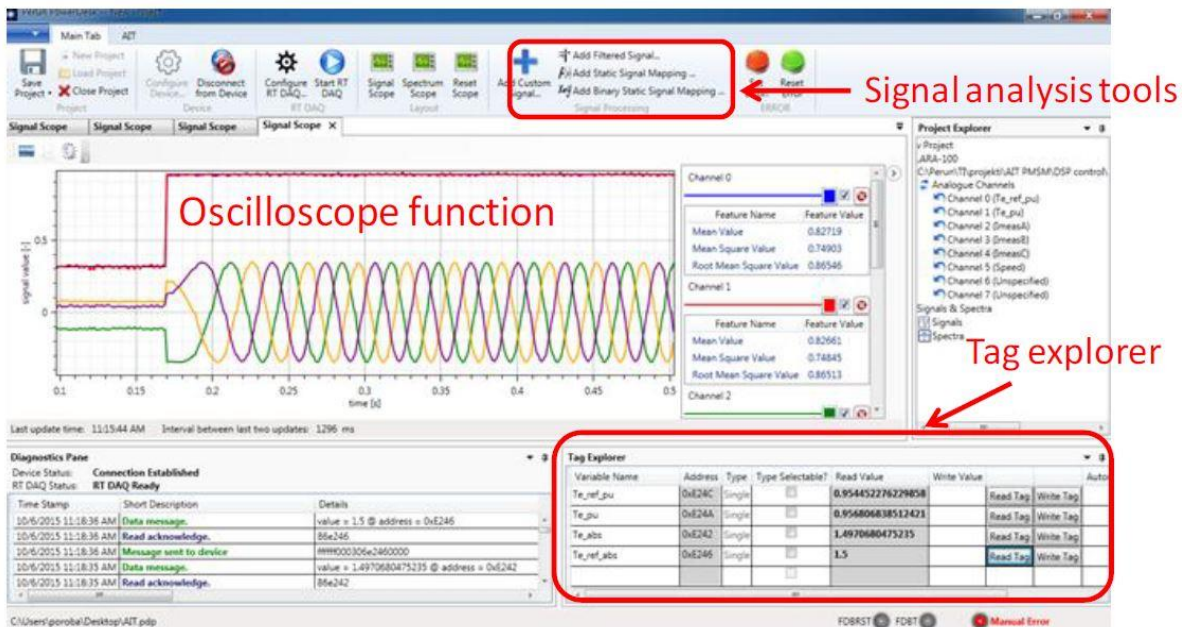 Main Tab AIT
New Project
Load Project
Close Project
Save Project
Project
Configure Device...
Disconnect from Device
Device
Configure RT DAQ...
Start RT DAQ
RT DAQ
Signal Scope
Spectrum Scope
Reset Scope
Layout
Add Custom Signal...
Add Filtered Signal...
Add Static Signal Mapping ...
Add Binary Static Signal Mapping ...
Signal Processing
Reset Error
ERROR
Signal analysis tools
Signal Scope Signal Scope Signal Scope Signal Scope X
Oscilloscope function
signal value [-]
0.5
0
0.1 0.15 0.2 0.25 0.3 0.35 0.4 0.45 0.5
time [s]
Last update time: 11:15:44 AM Interval between last two updates: 1296 ms
Channel 0
Feature Name Feature Value
Mean Value 0.82719
Mean Square Value 0.74903
Root Mean Square Value 0.86546
Channel 1
Feature Name Feature Value
Mean Value 0.82661
Mean Square Value 0.74845
Root Mean Square Value 0.86513
Channel 2
Project Explorer
v Project
ARA-100
C:\Perun\TI\projekti\AIT PMSM\DSP control\
Analogue Channels
Channel 0 (Te_ref_pu)
Channel 1 (Te_pu)
Channel 2 (ImeasA)
Channel 3 (ImeasB)
Channel 4 (ImeasC)
Channel 5 (Speed)
Channel 6 (Unspecified)
Channel 7 (Unspecified)
Signals & Spectra
Signals
Spectra
Tag explorer
Diagnostics Pane
Device Status: Connection Established
RT DAQ Status: RT DAQ Ready
Time Stamp Short Description Details
10/6/2015 11:18:36 AM Data message. value = 1.5 @ address = 0xE246
10/6/2015 11:18:36 AM Read acknowledge. 86e246
10/6/2015 11:18:36 AM Message sent to device
10/6/2015 11:18:35 AM Data message. value = 1.4970680475235 @ address = 0xE242
10/6/2015 11:18:35 AM Read acknowledge. 86e242
Tag Explorer
Variable Name Address Type Type Selectable? Read Value Write Value
Te_ref_pu 0xE24C Single 0.954452276229858 Read Tag Write Tag
Te_pu 0xE24A Single 0.956806838512421 Read Tag Write Tag
Te_abs 0xE242 Single 1.4970680475235 Read Tag Write Tag
Te_ref_abs 0xE246 Single 1.5 Read Tag Write Tag
C:\Users\poroba\Desktop\AIT.pdp
FDBRST FDBT Manual Error